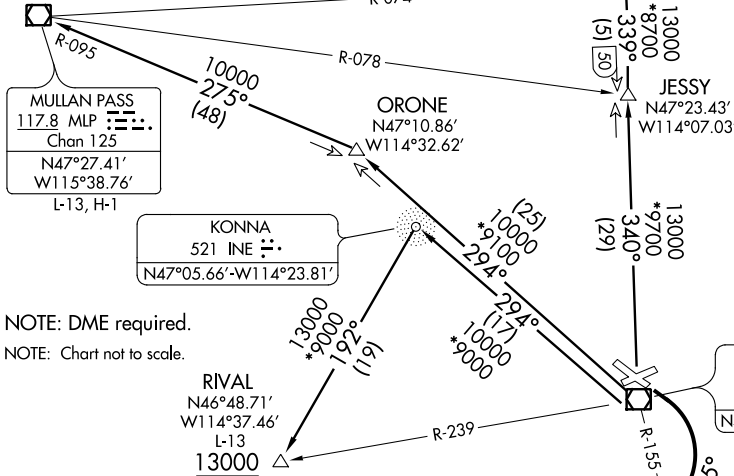 R-095
R-078
10000
275°
(48)
MULLAN PASS
117.8 MLP
Chan 125
N47°27.41'
W115°38.76'
L-13, H-1
ORONE
N47°10.86'
W114°32.62'
13000
*8700
339°
(5)
50
JESSY
N47°23.43'
W114°07.03
13000
*9700
340°
(29)
(25)
10000
*9100
294°
KONNA
521 INE
N47°05.66'-W114°23.81'
294°
(17)
10000
*9000
13000
*9000
192°
(19)
NOTE: DME required.
NOTE: Chart not to scale.
RIVAL
N46°48.71'
W114°37.46'
L-13
13000
R-239
R-155
N
5°